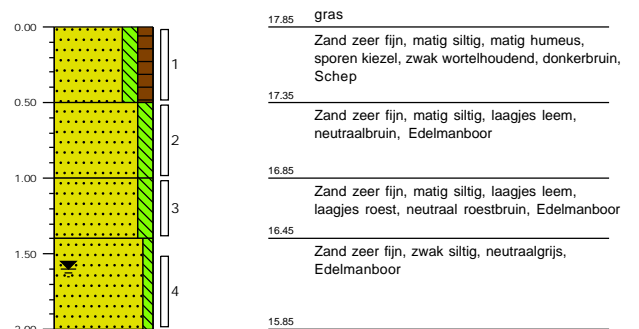 gras
17.85
0.00
Zand zeer fijn, matig siltig, matig humeus,
sporen kiezel, zwak wortelhoudend, donkerbruin,
Schep
1
17.35
0.50
Zand zeer fijn, matig siltig, laagjes leem,
neutraalbruin, Edelmanboor
2
16.85
1.00
Zand zeer fijn, matig siltig, laagjes leem,
laagjes roest, neutraal roestbruin, Edelmanboor
3
16.45
1.50
Zand zeer fijn, zwak siltig, neutraalgrijs,
Edelmanboor
4
15.85
2.00